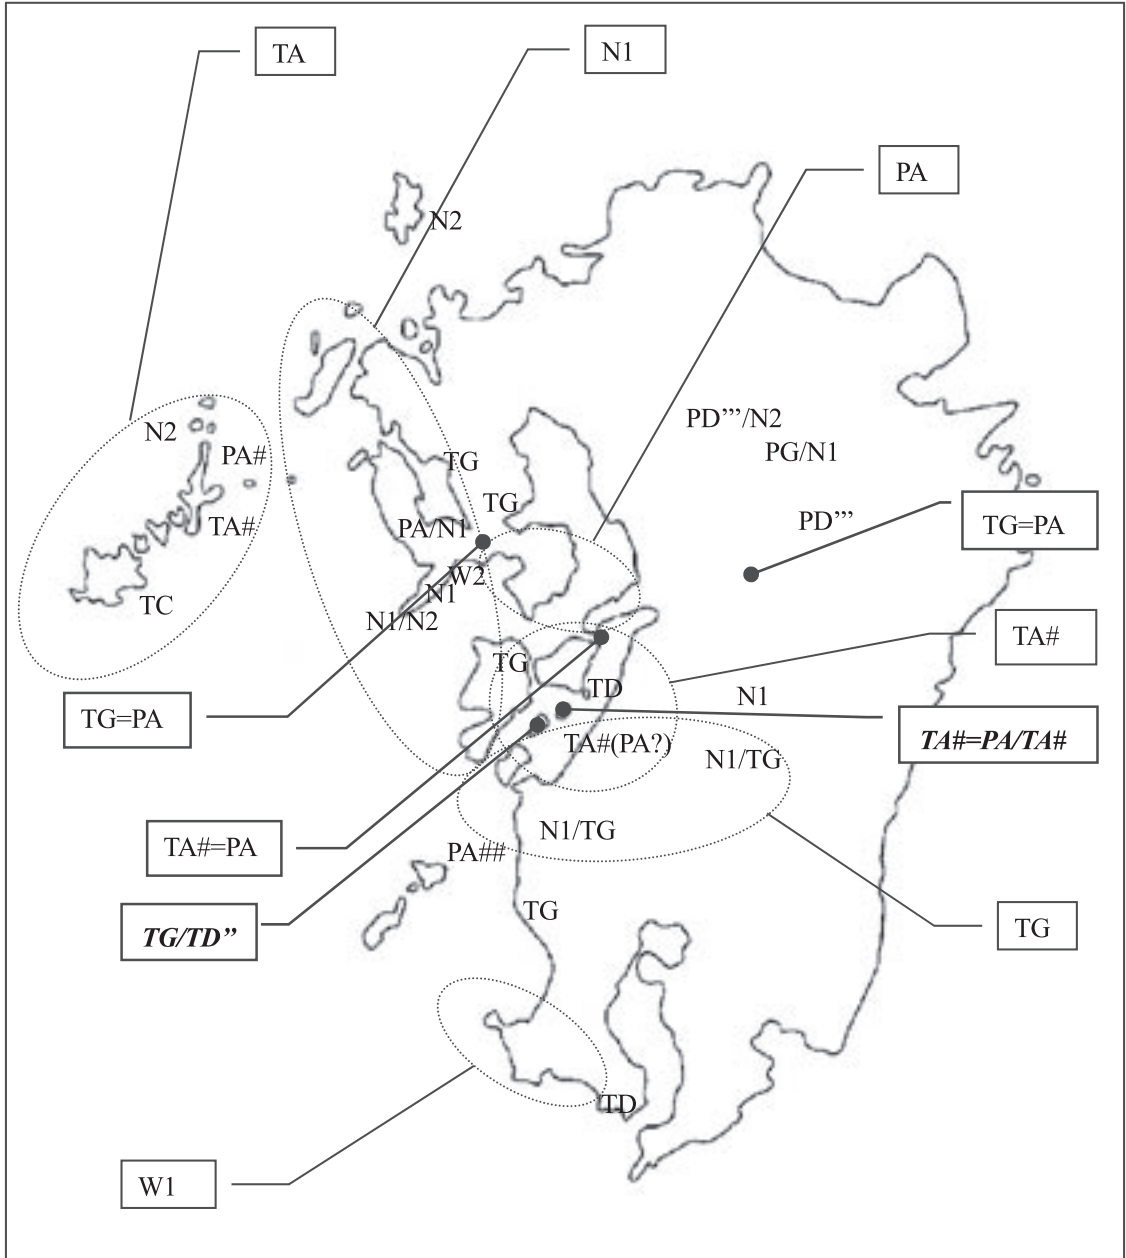 TA
N1
PA
N2
PD’’’/N2
N2
PG/N1
PA#
TG
TG
PD’’’
TG=PA
TA#
PA/N1
W2
N1
TC
N1/N2
TA#
TG
TD
N1
TG=PA
TA#=PA/TA#
TA#(PA?)
N1/TG
N1/TG
TA#=PA
PA##
TG
TG
TG/TD’’
TD
W1